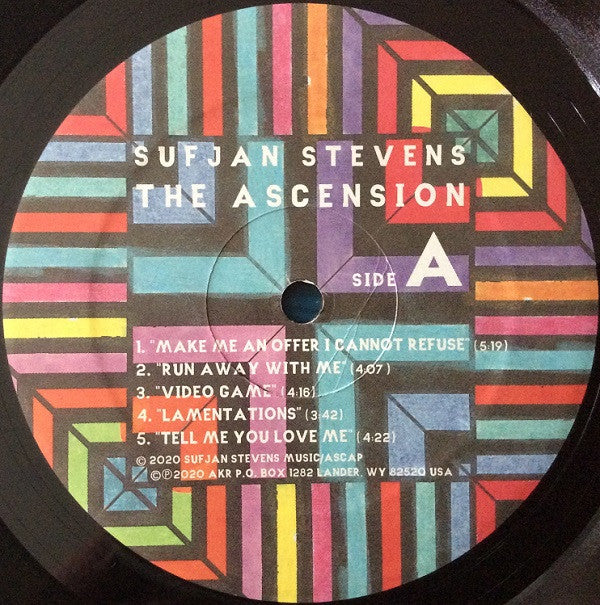 SUFJAN STEVENS
THE ASCENSION
SIDE A
1. "MAKE ME AN OFFER I CANNOT REFUSE" (5:19)
2. "RUN AWAY WITH ME" (4:07)
3. "VIDEO GAME" (4:16)
4. "LAMENTATIONS" (3:42)
5. "TELL ME YOU LOVE ME" (4:22)
© 2020 SUFJAN STEVENS MUSIC/ASCAP
©℗2020 AKR P.O. BOX 1282 LANDER, WY 82520 USA